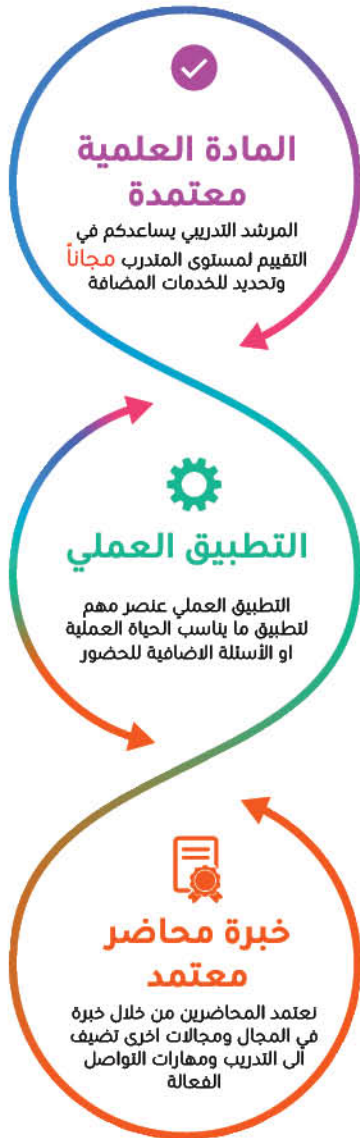 المادة العلمية
معتمدة
المرشد التدريبي يساعدكم في
التقييم لمستوى المتدرب مجاناً
وتحديد للخدمات المضافة
التطبيق العملي
التطبيق العملي عنصر مهم
لتطبيق ما يناسب الحياة العملية
او الأسئلة الاضافية للحضور
خبرة محاضر
معتمد
نعتمد المحاضرين من خلال خبرة
في المجال ومجالات اخرى تضيف
الى التدريب ومهارات التواصل
الفعالة